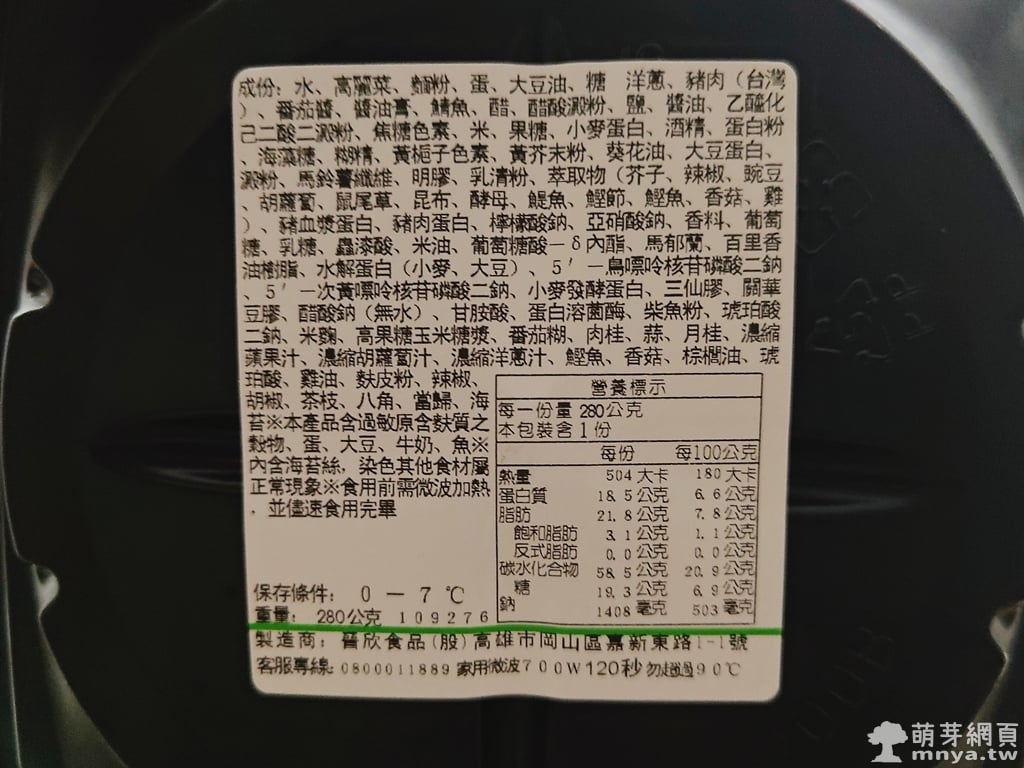 成份：水、高麗菜、麵粉、蛋、大豆油、糖 洋蔥、豬肉（台灣
）、番茄醬、醬油膏、鯖魚、醋、醋酸澱粉、鹽、醬油、乙醯化
己二酸二澱粉、焦糖色素、米、果糖、小麥蛋白、酒精、蛋白粉
、海藻糖、糊精、黃梔子色素、黃芥末粉、葵花油、大豆蛋白、
澱粉、馬鈴薯纖維、明膠、乳清粉、萃取物（芥子、辣椒、豌豆
、胡蘿蔔、鼠尾草、昆布、酵母、鯷魚、鰹節、鰹魚、香菇、雞
）、豬血漿蛋白、豬肉蛋白、檸檬酸鈉、亞硝酸鈉、香料、葡萄
糖、乳糖、蟲漆酸、米油、葡萄糖酸－δ內酯、馬郁蘭、百里香
油樹脂、水解蛋白（小麥、大豆）、5′－鳥嘌呤核苷磷酸二鈉
、5′－次黃嘌呤核苷磷酸二鈉、小麥發酵蛋白、三仙膠、關華
豆膠、醋酸鈉（無水）、甘胺酸、蛋白溶菌酶、柴魚粉、琥珀酸
二鈉、米麴、高果糖玉米糖漿、番茄糊、肉桂、蒜、月桂、濃縮
蘋果汁、濃縮胡蘿蔔汁、濃縮洋蔥汁、鰹魚、香菇、棕櫚油、琥
珀酸、雞油、麩皮粉、辣椒、
胡椒、茶枝、八角、當歸、海
苔※本產品含過敏原含麩質之
穀物、蛋、大豆、牛奶、魚※
內含海苔絲，染色其他食材屬
正常現象※食用前需微波加熱
，並儘速食用完畢
營養標示
每一份量 280公克
本包裝含 1 份
每份 每100公克
熱量 504 大卡 180 大卡
蛋白質 18.5 公克 6.6 公克
脂肪 21.8 公克 7.8 公克
飽和脂肪 3.1 公克 1.1 公克
反式脂肪 0.0 公克 0.0 公克
碳水化合物 58.5 公克 20.9 公克
糖 19.3 公克 6.9 公克
鈉 1408 毫克 503 毫克
保存條件： 0 － 7 ℃
重量： 280公克 109276
製造商：晉欣食品(股)高雄市岡山區嘉新東路1-1號
客服專線：0800011889 家用微波700W120秒勿超過90℃
萌芽網頁
mnya.tw